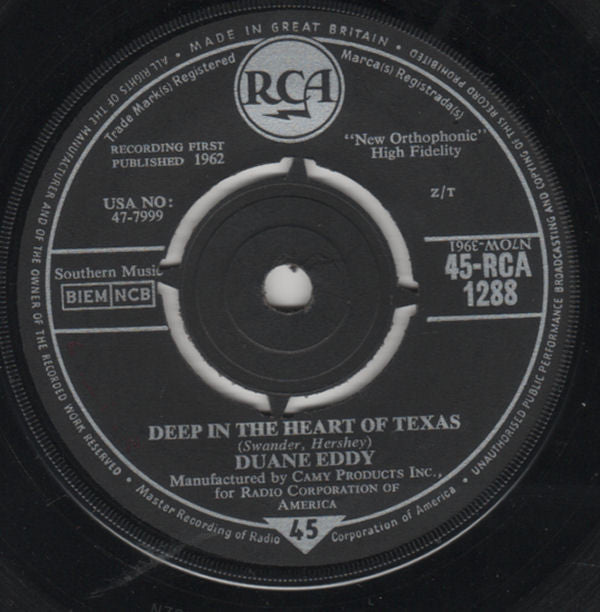 ALL RIGHTS OF THE MANUFACTURER AND OF THE OWNER OF THE RECORDED WORK RESERVED
• MADE IN GREAT BRITAIN •
UNAUTHORISED PUBLIC PERFORMANCE BROADCASTING AND COPYING OF THIS RECORD PROHIBITED
Trade Mark(s) Registered
RCA
Marca(s) Registrada(s)
RECORDING FIRST
PUBLISHED 1962
"New Orthophonic"
High Fidelity
USA NO:
47-7999
Z/T
N7OW-3961
Southern Music
BIEM NCB
45-RCA
1288
DEEP IN THE HEART OF TEXAS
(Swander, Hershey)
DUANE EDDY
Manufactured by CAMY PRODUCTS INC.,
for RADIO CORPORATION OF
AMERICA
• Master Recording of Radio Corporation of America •
45